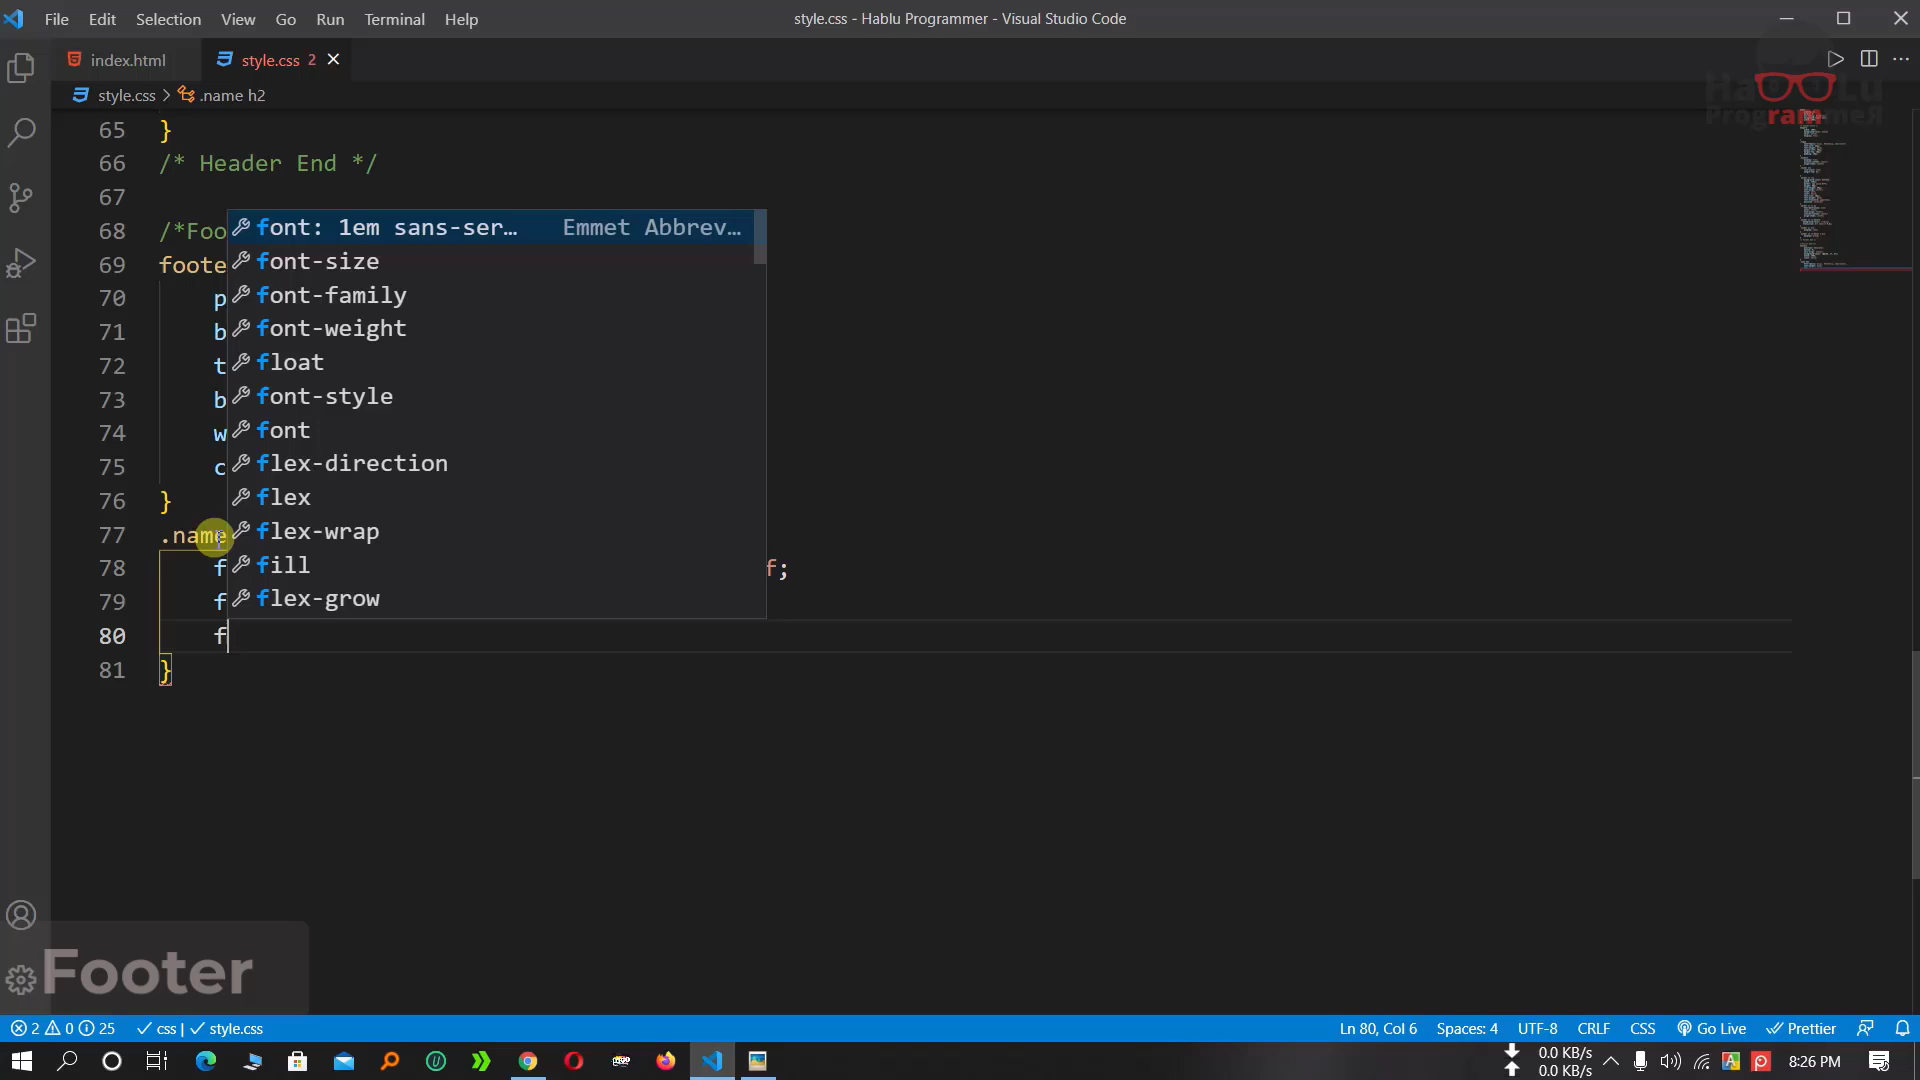 File Edit Selection View Go Run Terminal Help
style.css - Hablu Programmer - Visual Studio Code
index.html
style.css 2
style.css > .name h2
HaBLu
ProgrammeR
65 }
66 /* Header End */
67
68 /*Foo
69 foote
70 p
71 b
72 t
73 b
74 w
75 c
76 }
77 .name
78 f f;
79 f
80 f
81 }
font: 1em sans-ser… Emmet Abbrev…
font-size
font-family
font-weight
float
font-style
font
flex-direction
flex
flex-wrap
fill
flex-grow
Footer
2 0 25 css | style.css
Ln 80, Col 6 Spaces: 4 UTF-8 CRLF CSS Go Live Prettier
0.0 KB/s
0.0 KB/s
8:26 PM